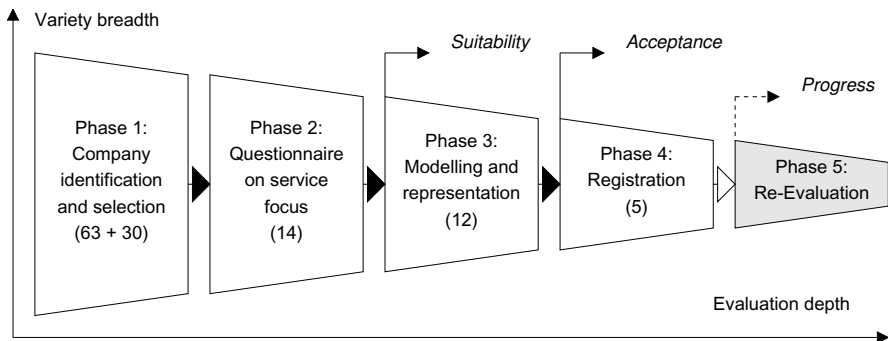 Variety breadth
Suitability
Acceptance
Progress
Phase 1:
Company
identification
and selection
(63 + 30)
Phase 2:
Questionnaire
on service
focus
(14)
Phase 3:
Modelling and
representation
(12)
Phase 4:
Registration
(5)
Phase 5:
Re-Evaluation
Evaluation depth